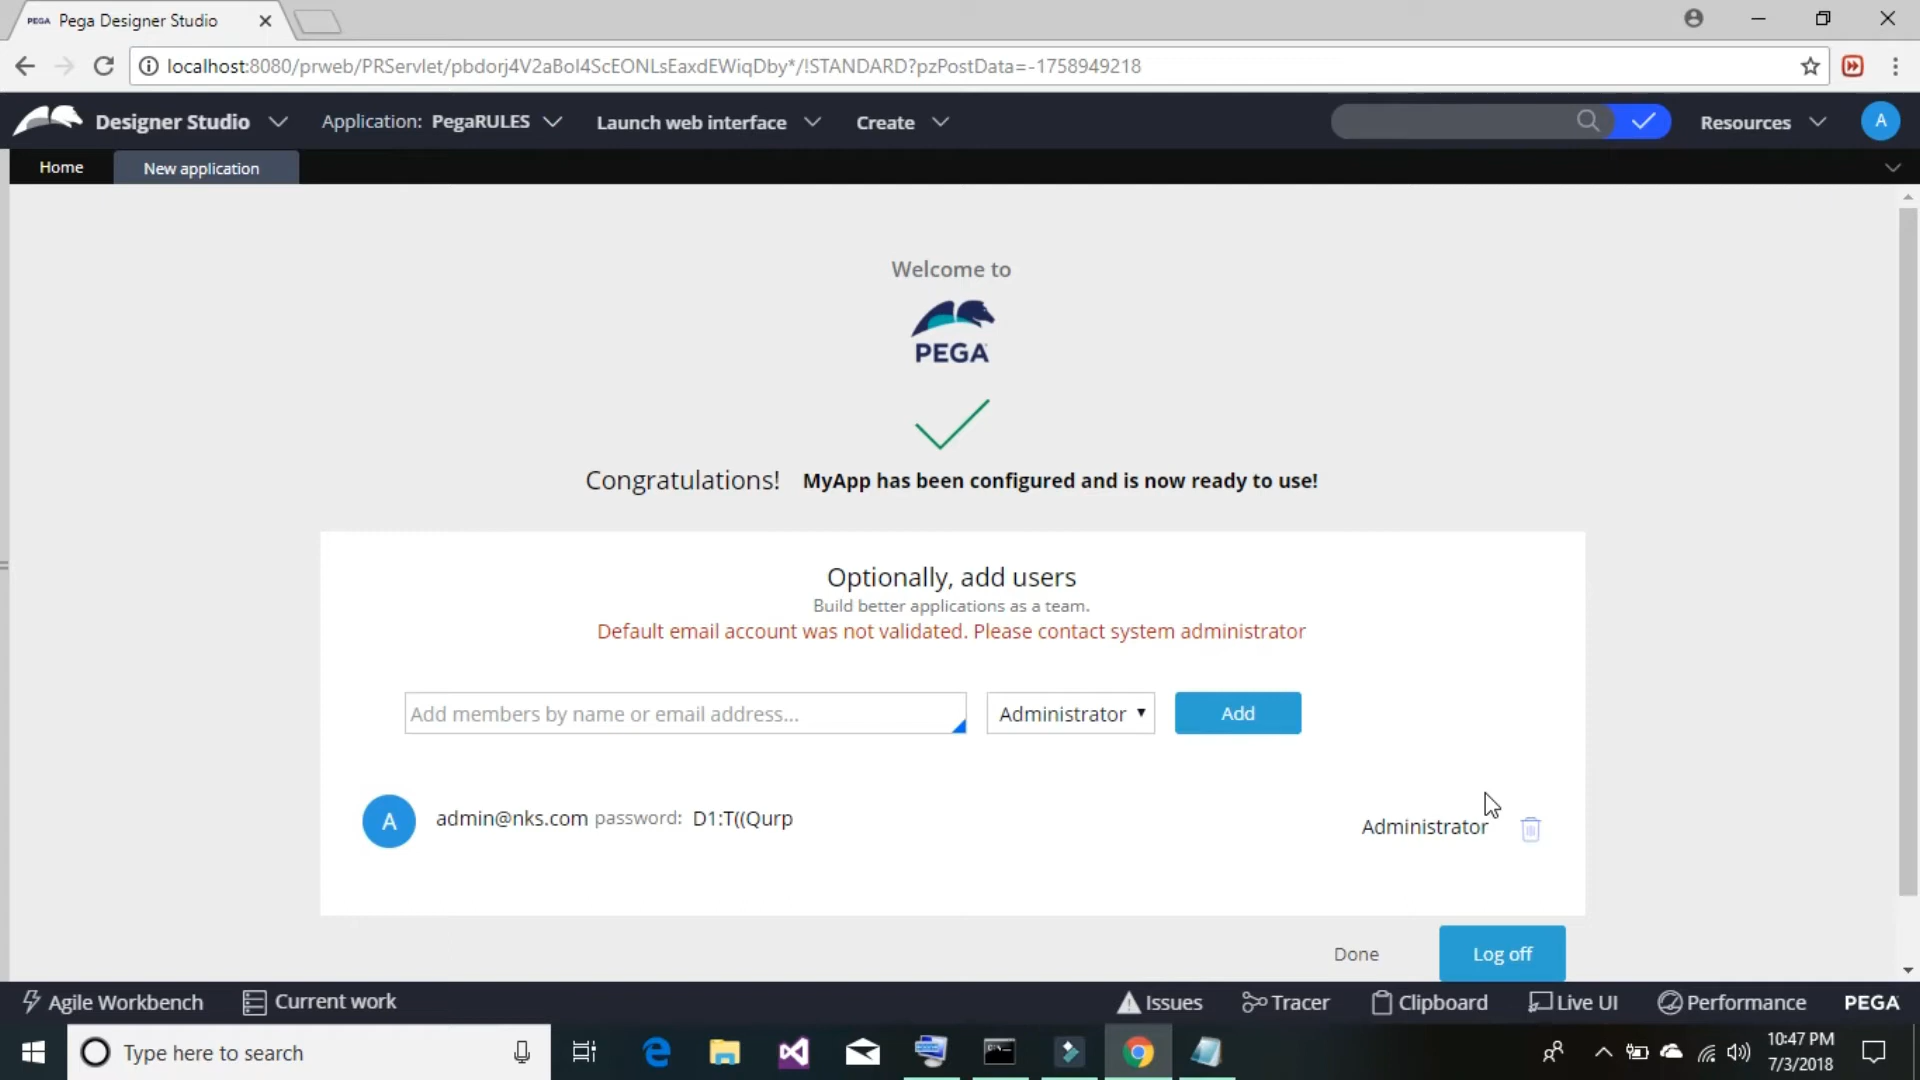 PEGA Pega Designer Studio
localhost:8080/prweb/PRServlet/pbdorj4V2aBol4ScEONLsEaxdEWiqDby*/!STANDARD?pzPostData=-1758949218
Designer Studio Application: PegaRULES Launch web interface Create Resources A
Home New application
Welcome to
PEGA
Congratulations! MyApp has been configured and is now ready to use!
Optionally, add users
Build better applications as a team.
Default email account was not validated. Please contact system administrator
Add members by name or email address... Administrator Add
A admin@nks.com password: D1:T((Qurp Administrator
Done Log off
Agile Workbench Current work Issues Tracer Clipboard Live UI Performance PEGA
Type here to search 10:47 PM
7/3/2018